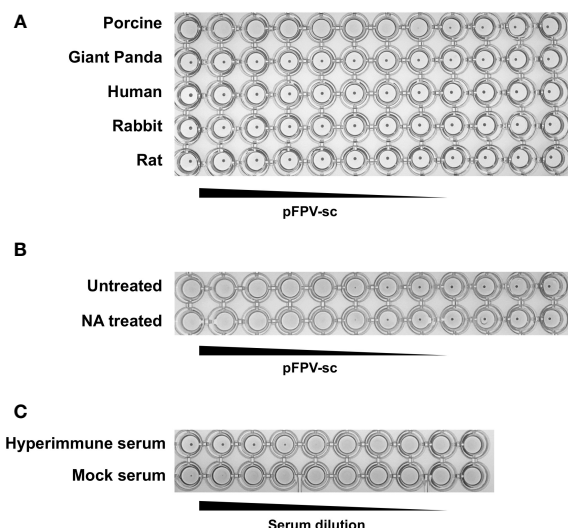 A
Porcine
Giant Panda
Human
Rabbit
Rat
pFPV-sc
B
Untreated
NA treated
pFPV-sc
C
Hyperimmune serum
Mock serum
Serum dilution